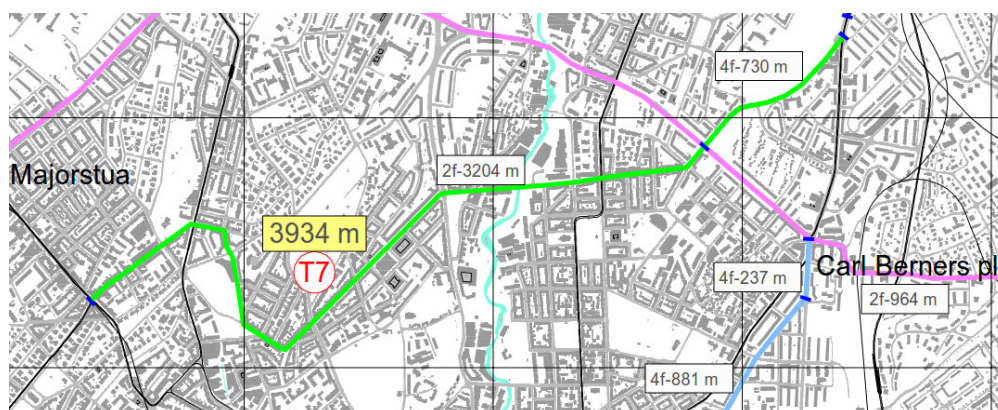 4f-730 m
2f-3204 m
Majorstua
3934 m
T7
4f-237 m
Carl Berners pl
2f-964 m
4f-881 m